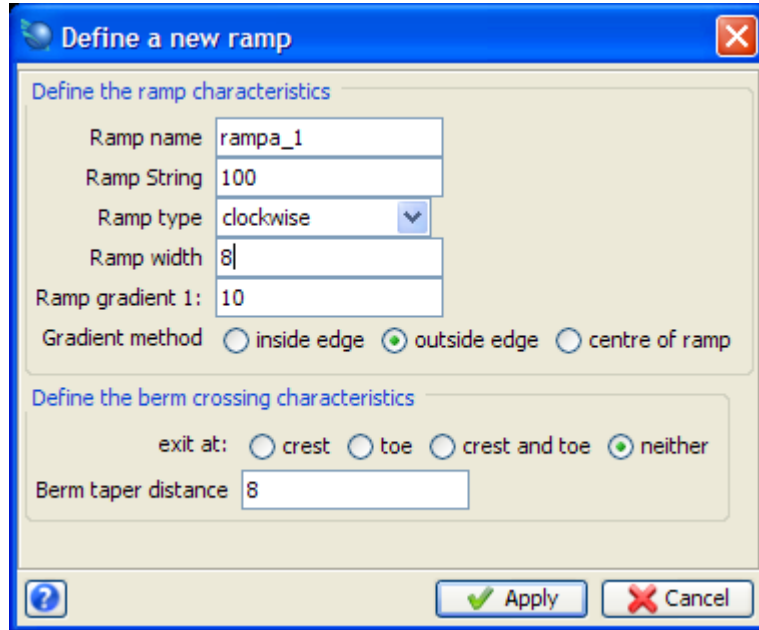 Define a new ramp
Define the ramp characteristics
Ramp name rampa_1
Ramp String 100
Ramp type clockwise
Ramp width 8
Ramp gradient 1: 10
Gradient method inside edge outside edge centre of ramp
Define the berm crossing characteristics
exit at: crest toe crest and toe neither
Berm taper distance 8
? Apply Cancel